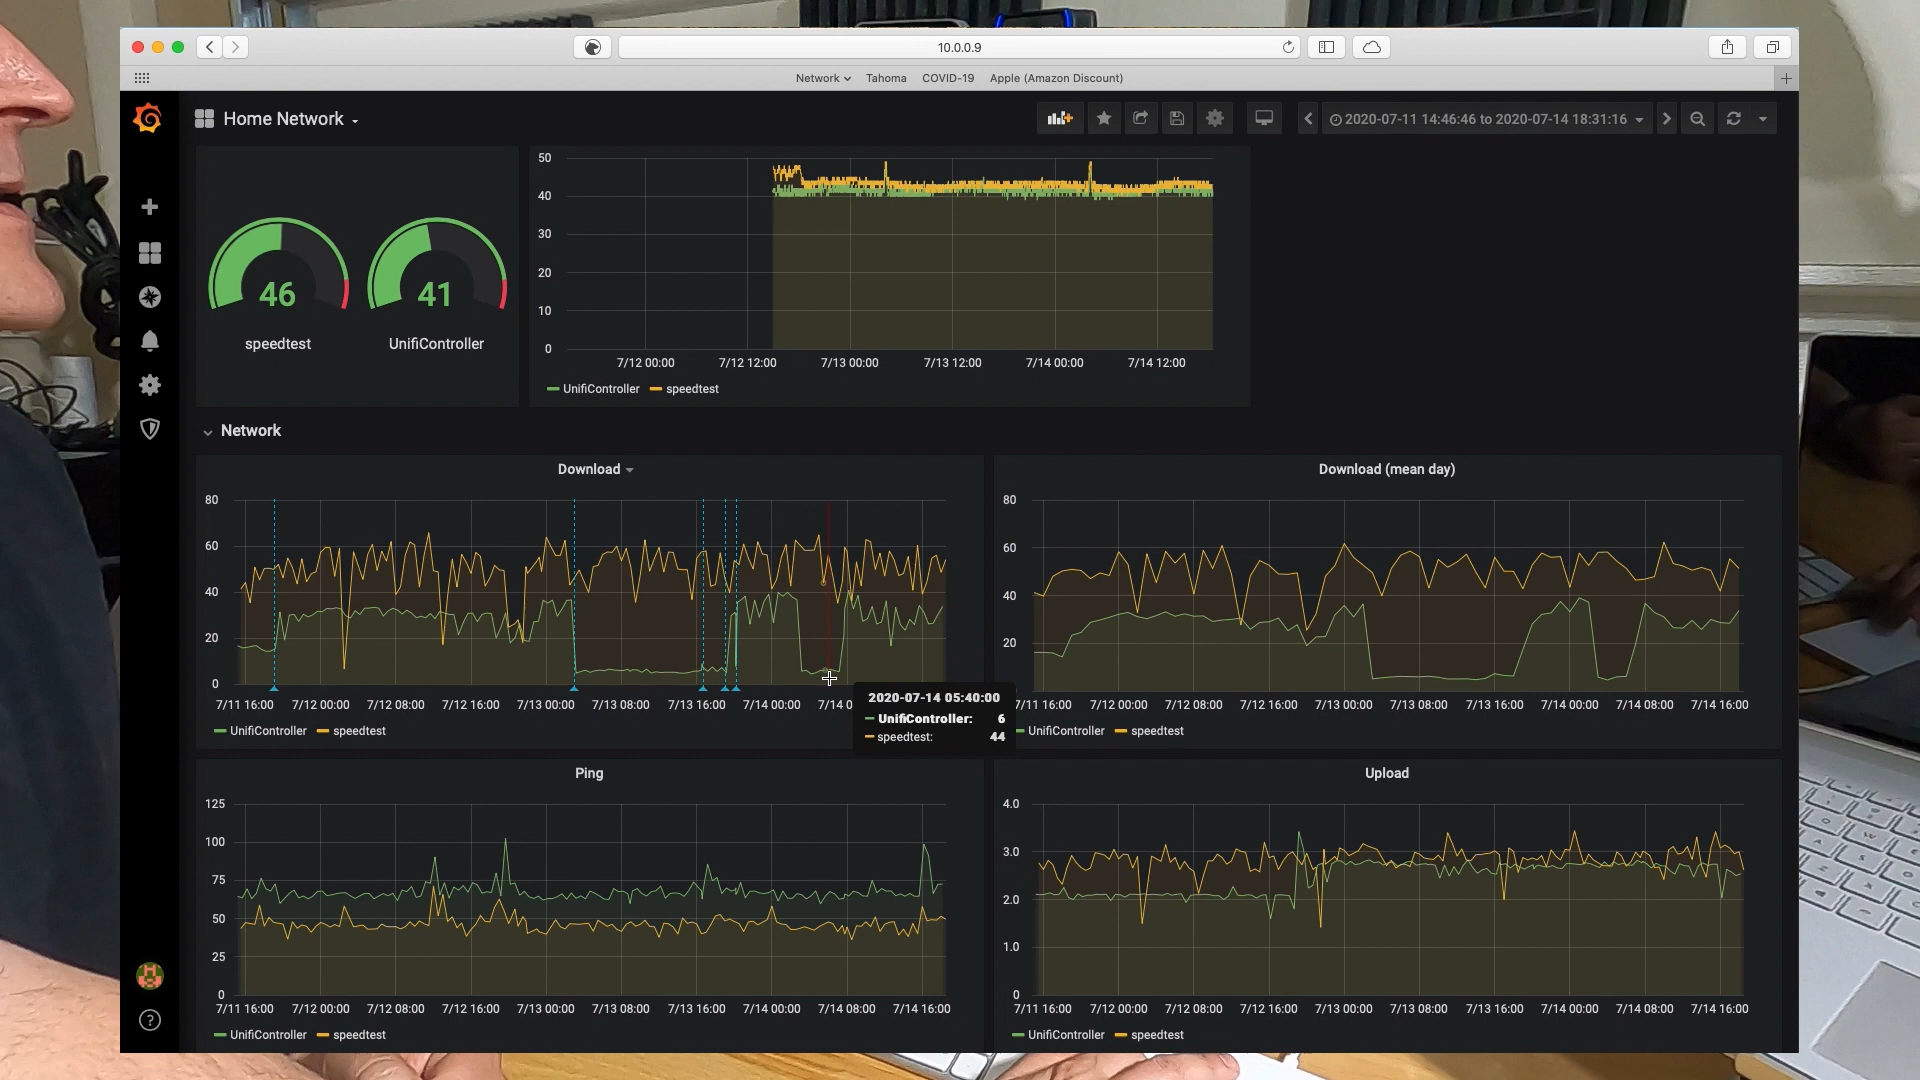 10.0.0.9
Network Tahoma COVID-19 Apple (Amazon Discount)
Home Network
2020-07-11 14:46:46 to 2020-07-14 18:31:16
46
speedtest
41
UnifiController
50
40
30
20
10
0
7/12 00:00 7/12 12:00 7/13 00:00 7/13 12:00 7/14 00:00 7/14 12:00
UnifiController speedtest
Network
Download
80
60
40
20
0
7/11 16:00 7/12 00:00 7/12 08:00 7/12 16:00 7/13 00:00 7/13 08:00 7/13 16:00 7/14 00:00 7/14 0
UnifiController speedtest
2020-07-14 05:40:00
UnifiController: 6
speedtest: 44
Download (mean day)
80
60
40
20
7/11 16:00 7/12 00:00 7/12 08:00 7/12 16:00 7/13 00:00 7/13 08:00 7/13 16:00 7/14 00:00 7/14 08:00 7/14 16:00
UnifiController speedtest
Ping
125
100
75
50
25
0
7/11 16:00 7/12 00:00 7/12 08:00 7/12 16:00 7/13 00:00 7/13 08:00 7/13 16:00 7/14 00:00 7/14 08:00 7/14 16:00
UnifiController speedtest
Upload
4.0
3.0
2.0
1.0
0
7/11 16:00 7/12 00:00 7/12 08:00 7/12 16:00 7/13 00:00 7/13 08:00 7/13 16:00 7/14 00:00 7/14 08:00 7/14 16:00
UnifiController speedtest